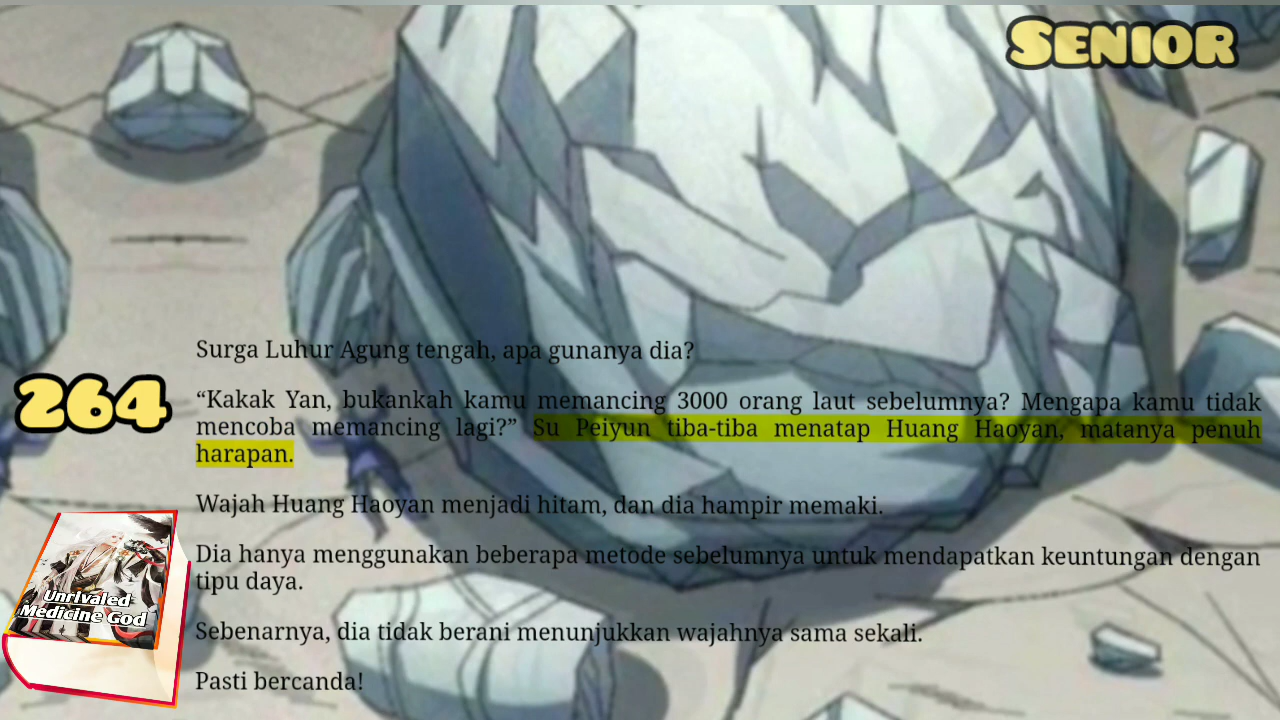 SENIOR
Surga Luhur Agung tengah, apa gunanya dia?
“Kakak Yan, bukankah kamu memancing 3000 orang laut sebelumnya? Mengapa kamu tidak
mencoba memancing lagi?” Su Peiyun tiba-tiba menatap Huang Haoyan, matanya penuh
harapan.
264
Wajah Huang Haoyan menjadi hitam, dan dia hampir memaki.
Dia hanya menggunakan beberapa metode sebelumnya untuk mendapatkan keuntungan dengan
tipu daya.
Sebenarnya, dia tidak berani menunjukkan wajahnya sama sekali.
Pasti bercanda!
Unrivaled
Medicine God